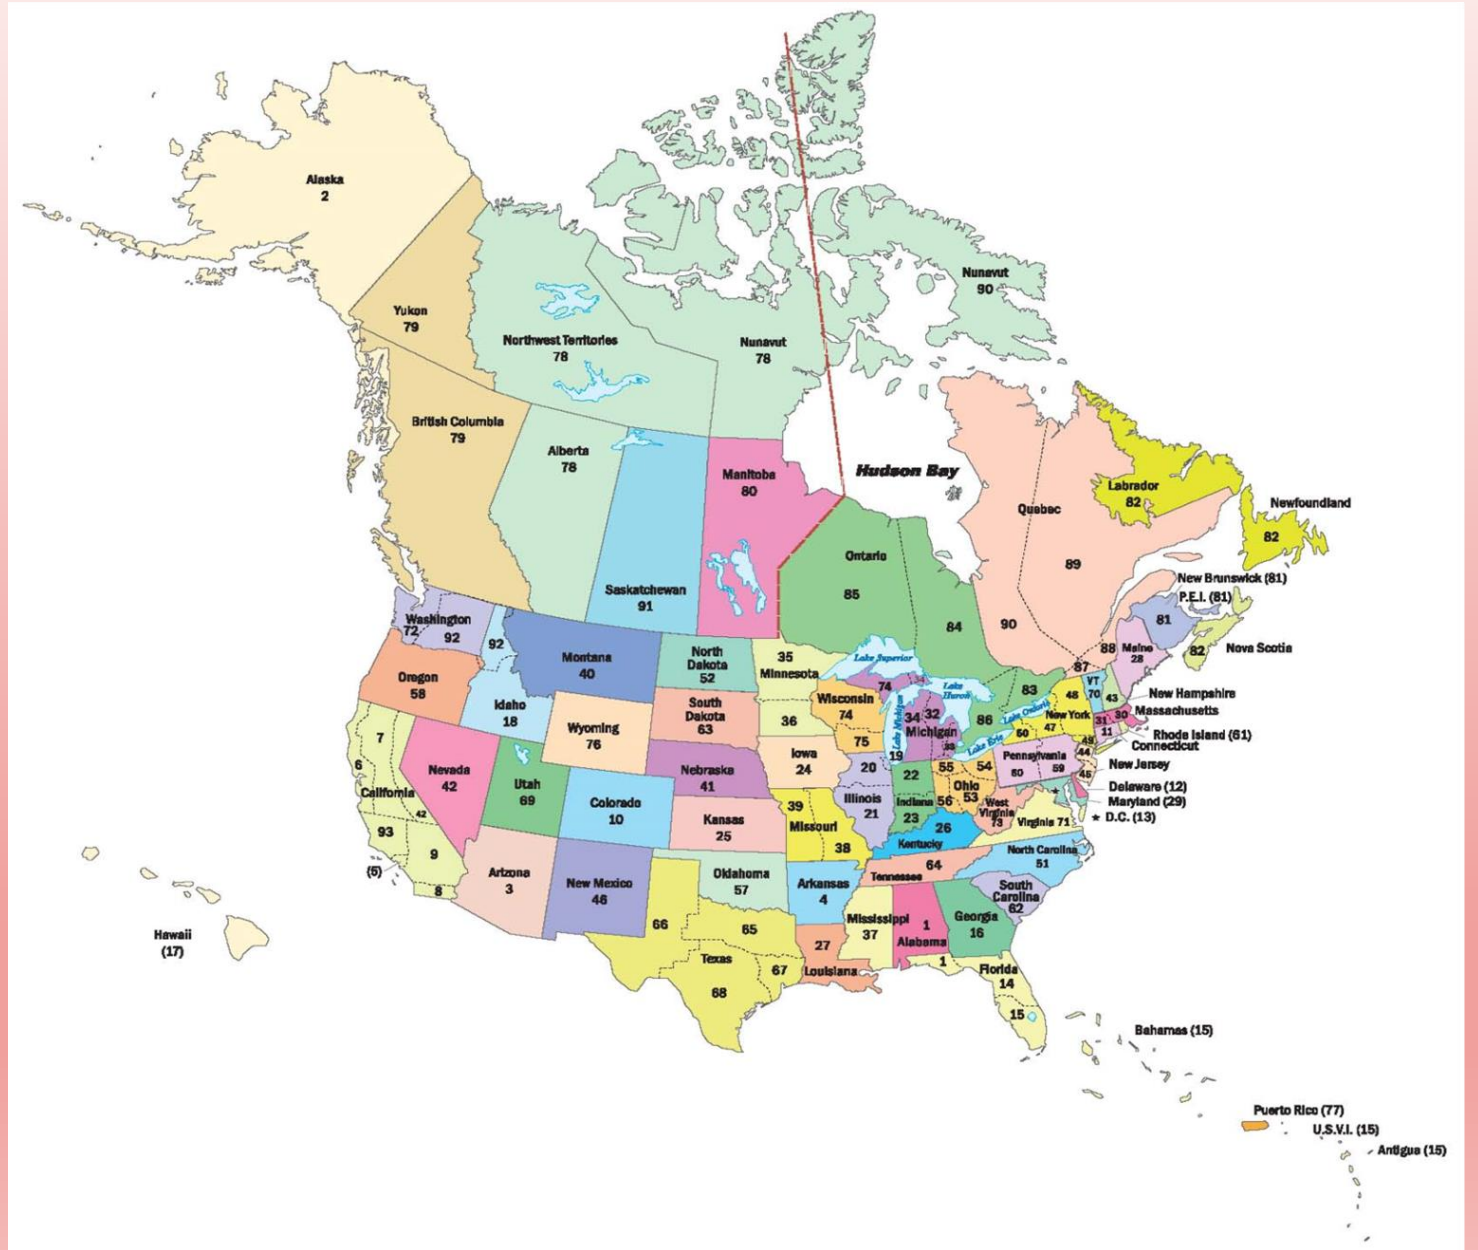 Alaska
2
Yukon
79
Northwest Territories
78
Nunavut
78
Nunavut
90
British Columbia
79
Alberta
78
Saskatchewan
91
Manitoba
80
Hudson Bay
Ontario
85
84
83
86
Quebec
89
90
88
87
Labrador
82
Newfoundland
82
New Brunswick (81)
P.E.I. (81)
81
82
Nova Scotia
Washington
72
92
92
Oregon
58
Idaho
18
Montana
40
North
Dakota
52
South
Dakota
63
35
Minnesota
36
Wisconsin
74
75
Lake Superior
74
34
Lake Michigan
Lake
Huron
34
32
Michigan
33
19
Lake Ontario
Lake Erie
Maine
28
VT
70
43
48
New York
50
47
49
New Hampshire
Massachusetts
31
30
11
Rhode Island (61)
Connecticut
44
45
New Jersey
Pennsylvania
60
59
Delaware (12)
Maryland (29)
★ D.C. (13)
7
6
California
42
93
9
(5)
8
Nevada
42
Utah
69
Wyoming
76
Colorado
10
Nebraska
41
Kansas
25
Iowa
24
39
Missouri
38
20
Illinois
21
22
Indiana
23
55
54
Ohio
56
53
West
Virginia
73
Virginia 71
26
Kentucky
64
Tennessee
North Carolina
51
South
Carolina
62
Arizona
3
New Mexico
46
Oklahoma
57
Arkansas
4
66
65
Texas
67
68
27
Louisiana
Mississippi
37
1
Alabama
Georgia
16
1
Florida
14
15
Hawaii
(17)
Bahamas (15)
Puerto Rico (77)
U.S.V.I. (15)
Antigua (15)